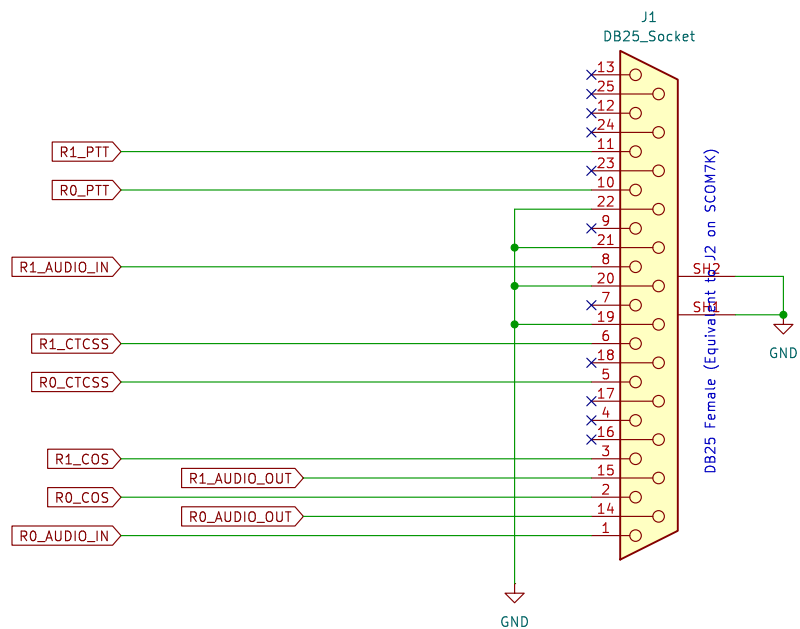 J1
DB25_Socket
13
25
12
24
R1_PTT 11
23
R0_PTT 10
22
9
21
R1_AUDIO_IN 8
SH2
20
7
SH1
19
GND
R1_CTCSS 6
18
R0_CTCSS 5
17
4
16
R1_COS 3
R1_AUDIO_OUT 15
R0_COS 2
R0_AUDIO_OUT 14
R0_AUDIO_IN 1
GND
DB25 Female (Equivalent to J2 on SCOM7K)